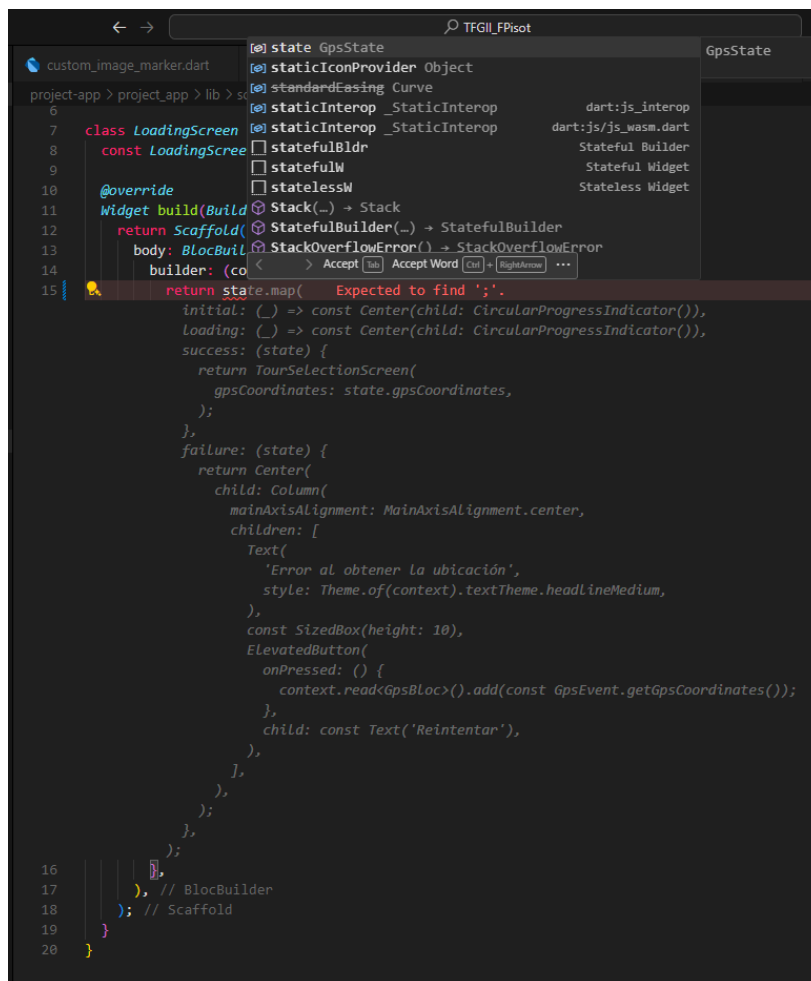 ← → TFGII_FPisot
custom_image_marker.dart
project-app > project_app > lib > sc
state GpsState
GpsState
staticIconProvider Object
standardEasing Curve
staticInterop _StaticInterop dart:js_interop
staticInterop _StaticInterop dart:js/js_wasm.dart
statefulBldr Stateful Builder
statefulW Stateful Widget
statelessW Stateless Widget
Stack(…) → Stack
StatefulBuilder(…) → StatefulBuilder
StackOverflowError() → StackOverflowError
< > Accept Tab Accept Word Ctrl + RightArrow ···
6
7 class LoadingScreen
8 const LoadingScree
9
10 @override
11 Widget build(Build
12 return Scaffold(
13 body: BlocBuil
14 builder: (co
15 return state.map( Expected to find ';'.
initial: (_) => const Center(child: CircularProgressIndicator()),
loading: (_) => const Center(child: CircularProgressIndicator()),
success: (state) {
return TourSelectionScreen(
gpsCoordinates: state.gpsCoordinates,
);
},
failure: (state) {
return Center(
child: Column(
mainAxisAlignment: MainAxisAlignment.center,
children: [
Text(
'Error al obtener la ubicación',
style: Theme.of(context).textTheme.headlineMedium,
),
const SizedBox(height: 10),
ElevatedButton(
onPressed: () {
context.read<GpsBloc>().add(const GpsEvent.getGpsCoordinates());
},
child: const Text('Reintentar'),
),
],
),
);
},
);
16 },
17 ), // BlocBuilder
18 ); // Scaffold
19 }
20 }